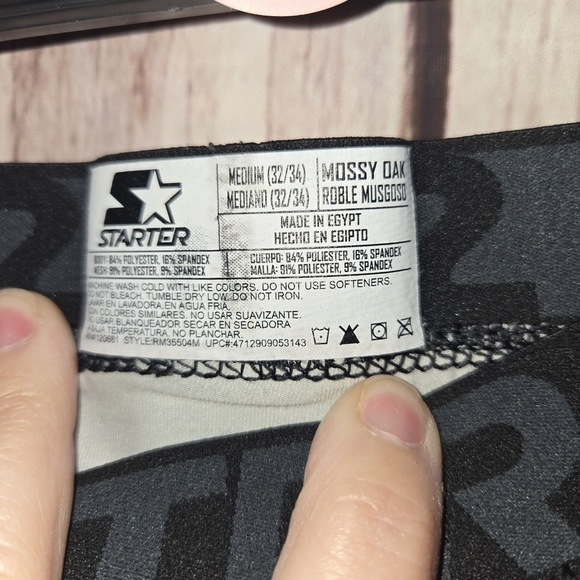 STARTER
MEDIUM (32/34)
MEDIANO (32/34)
MOSSY OAK
ROBLE MUSGOSO
MADE IN EGYPT
HECHO EN EGIPTO
BODY: 84% POLYESTER, 16% SPANDEX
MESH: 91% POLYESTER, 9% SPANDEX
CUERPO: 84% PULIESTER, 16% SPANDEX
MALLA: 91% POLIESTER, 9% SPANDEX
MACHINE WASH COLD WITH LIKE COLORS. DO NOT USE SOFTENERS.
DO NOT BLEACH. TUMBLE DRY LOW. DO NOT IRON.
LAVAR EN LAVADORA.EN AGUA FRIA,
CON COLORES SIMILARES. NO USAR SUAVIZANTE.
O USAR BLANQUEADOR SECAR EN SECADORA
BAJA TEMPERATURA. NO PLANCHAR.
STYLE:RM35504M UPC#:4712909053143